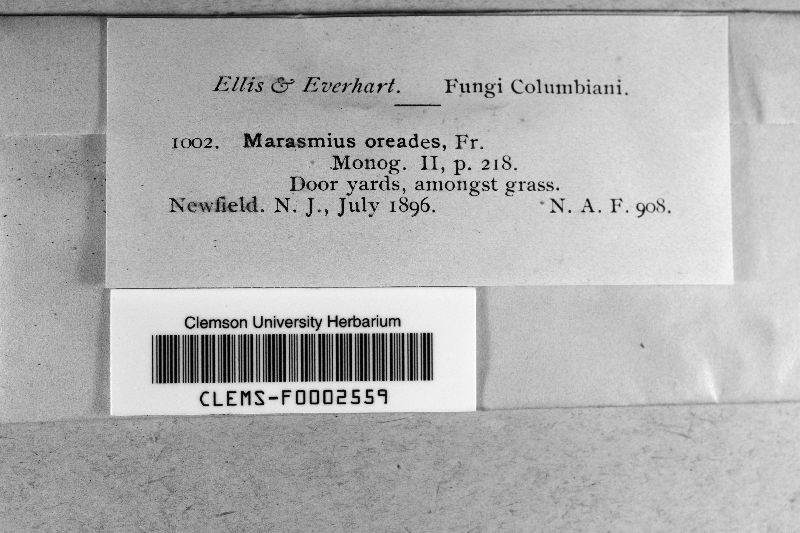 Ellis & Everhart. Fungi Columbiani.
1002. Marasmius oreades, Fr.
Monog. II, p. 218.
Door yards, amongst grass.
Newfield. N. J., July 1896. N. A. F. 908.
Clemson University Herbarium
CLEMS-F0002559